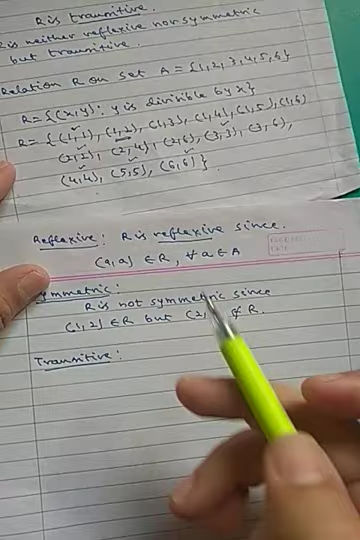 R is transitive.
R is neither reflexive nor symmetric
but transitive.
Relation R on set A = {1, 2, 3, 4, 5, 6}
R = {(x, y) : y is divisible by x}
R = {(1, 1), (1, 2), (1, 3), (1, 4), (1, 5), (1, 6)
(2, 2), (2, 4), (2, 6), (3, 3), (3, 6),
(4, 4), (5, 5), (6, 6)}
Reflexive : R is reflexive since.
(a, a) ∈ R, ∀ a ∈ A
Symmetric :
R is not symmetric since
(1, 2) ∈ R but (2, ∉ R.
Transitive :